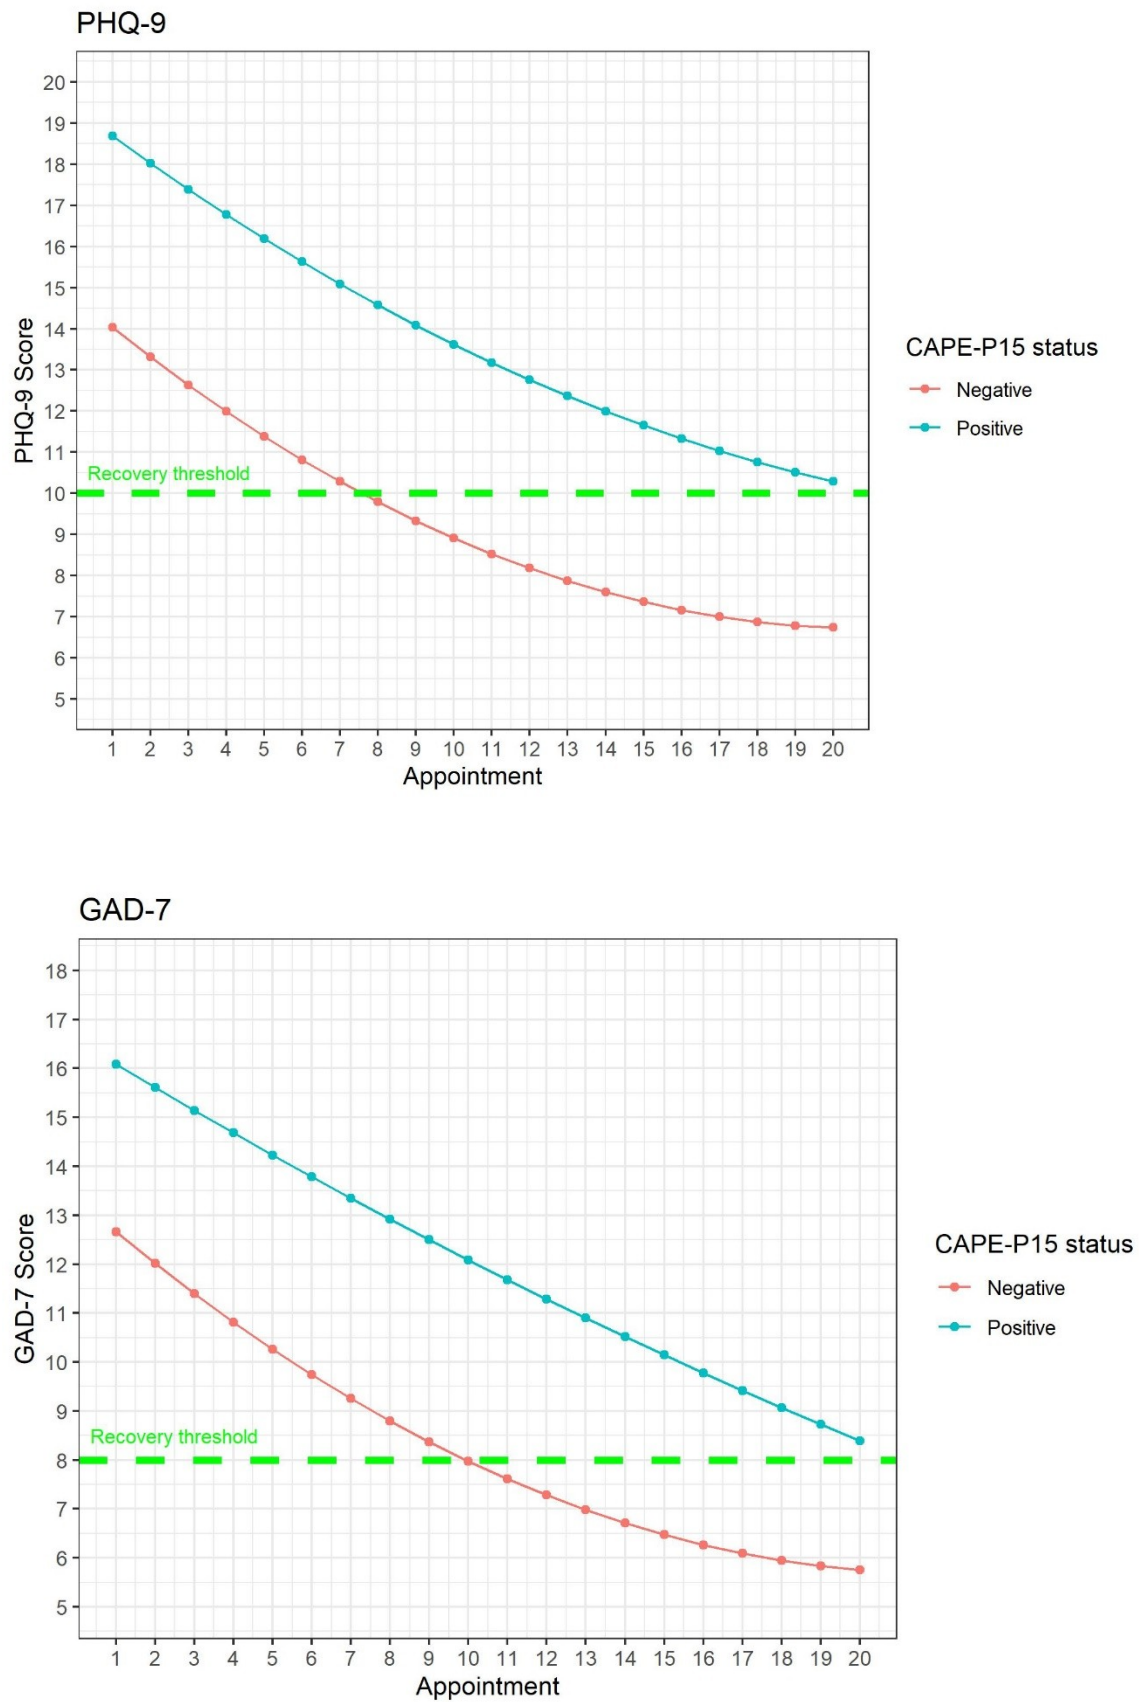 PHQ-9
20
19
18
17
16
15
14
13
12
11
10
9
8
7
6
5
PHQ-9 Score
Recovery threshold
1 2 3 4 5 6 7 8 9 10 11 12 13 14 15 16 17 18 19 20
Appointment
CAPE-P15 status
Negative
Positive
GAD-7
18
17
16
15
14
13
12
11
10
9
8
7
6
5
GAD-7 Score
Recovery threshold
1 2 3 4 5 6 7 8 9 10 11 12 13 14 15 16 17 18 19 20
Appointment
CAPE-P15 status
Negative
Positive